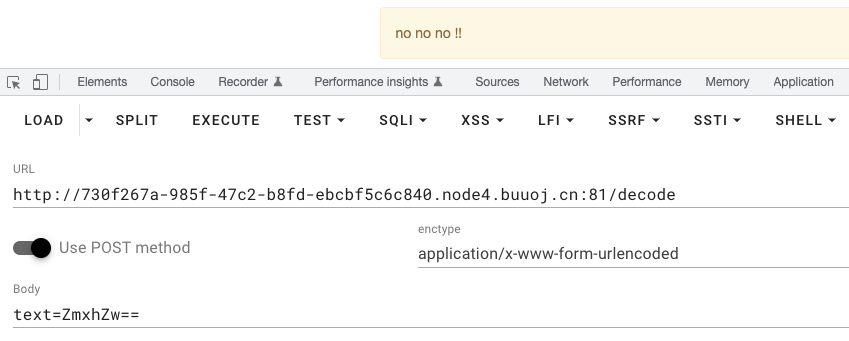 no no no !!
Elements Console Recorder Performance insights Sources Network Performance Memory Application
LOAD SPLIT EXECUTE TEST SQLI XSS LFI SSRF SSTI SHELL
URL
http://730f267a-985f-47c2-b8fd-ebcbf5c6c840.node4.buuoj.cn:81/decode
Use POST method
enctype
application/x-www-form-urlencoded
Body
text=ZmxhZw==